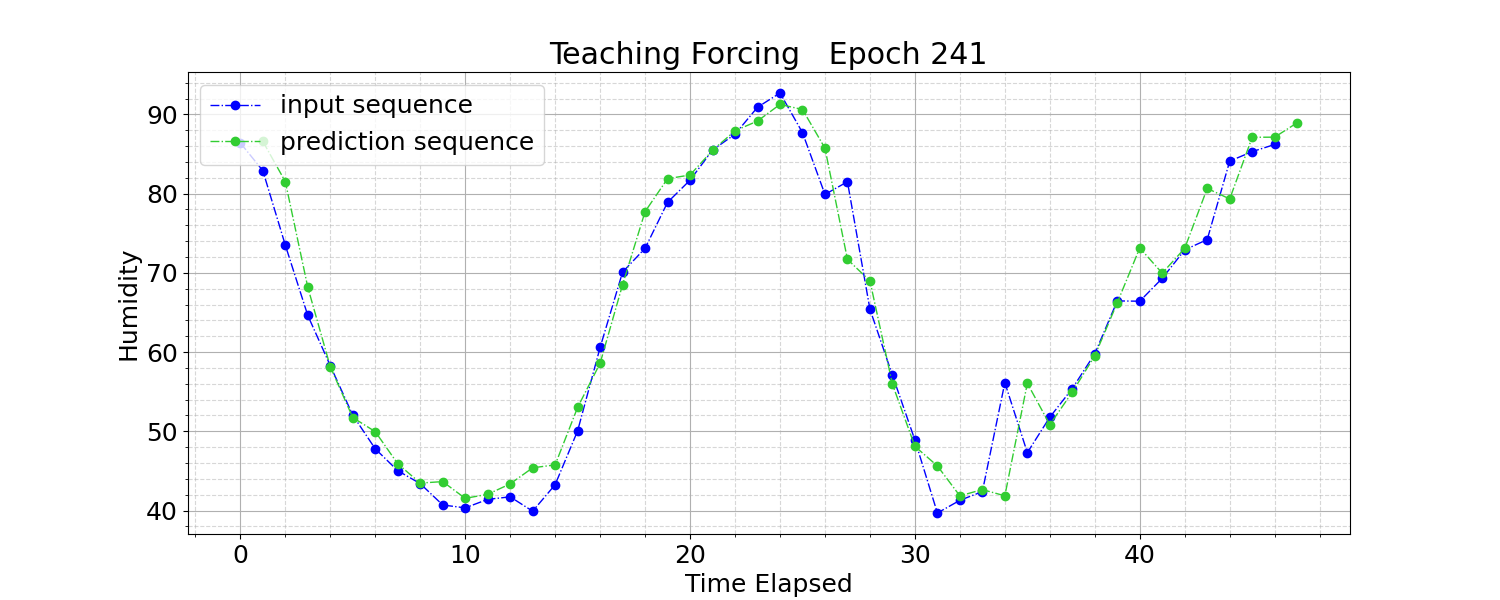 Teaching Forcing   Epoch 241
input sequence
prediction sequence
90
80
70
60
50
40
Humidity
0 10 20 30 40
Time Elapsed